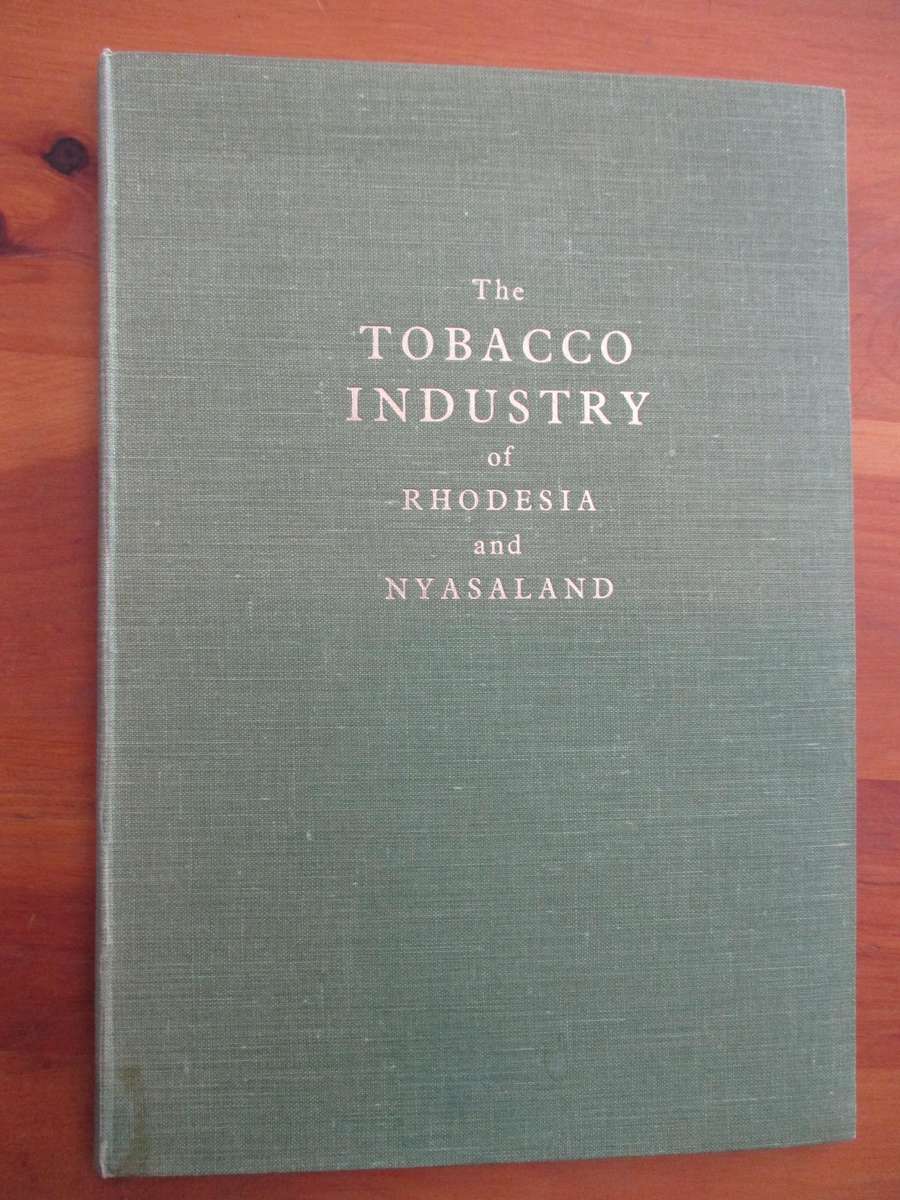 The
TOBACCO
INDUSTRY
of
RHODESIA
and
NYASALAND